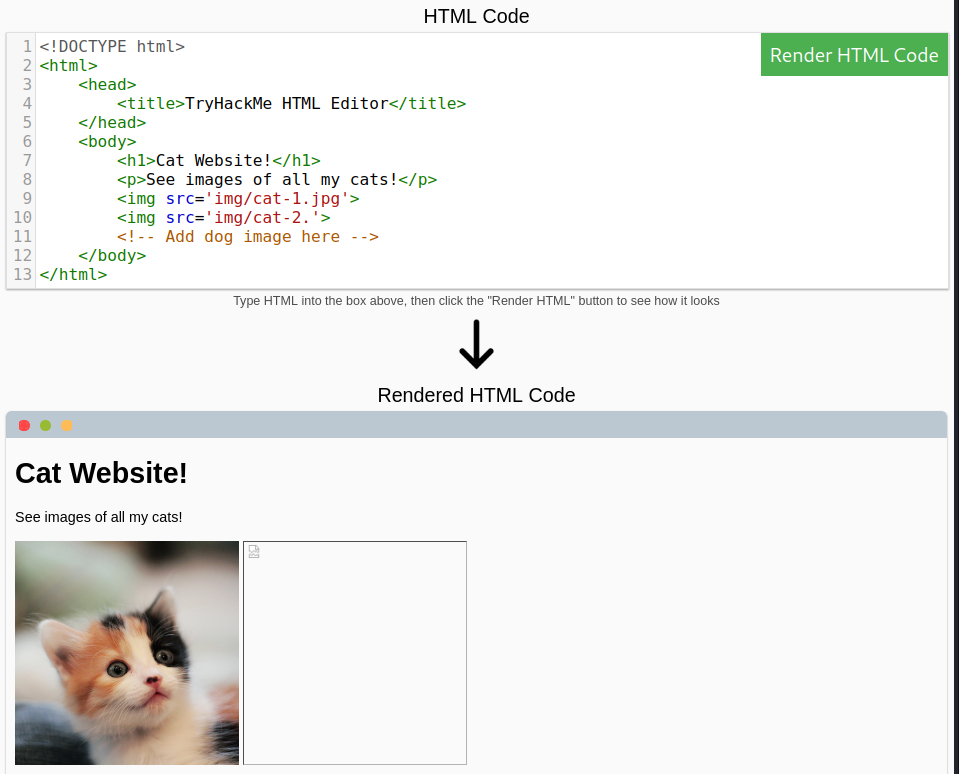 HTML Code
Render HTML Code
1 <!DOCTYPE html>
2 <html>
3     <head>
4         <title>TryHackMe HTML Editor</title>
5     </head>
6     <body>
7         <h1>Cat Website!</h1>
8         <p>See images of all my cats!</p>
9         <img src='img/cat-1.jpg'>
10         <img src='img/cat-2.'>
11         <!-- Add dog image here -->
12     </body>
13 </html>
Type HTML into the box above, then click the "Render HTML" button to see how it looks
Rendered HTML Code
Cat Website!
See images of all my cats!